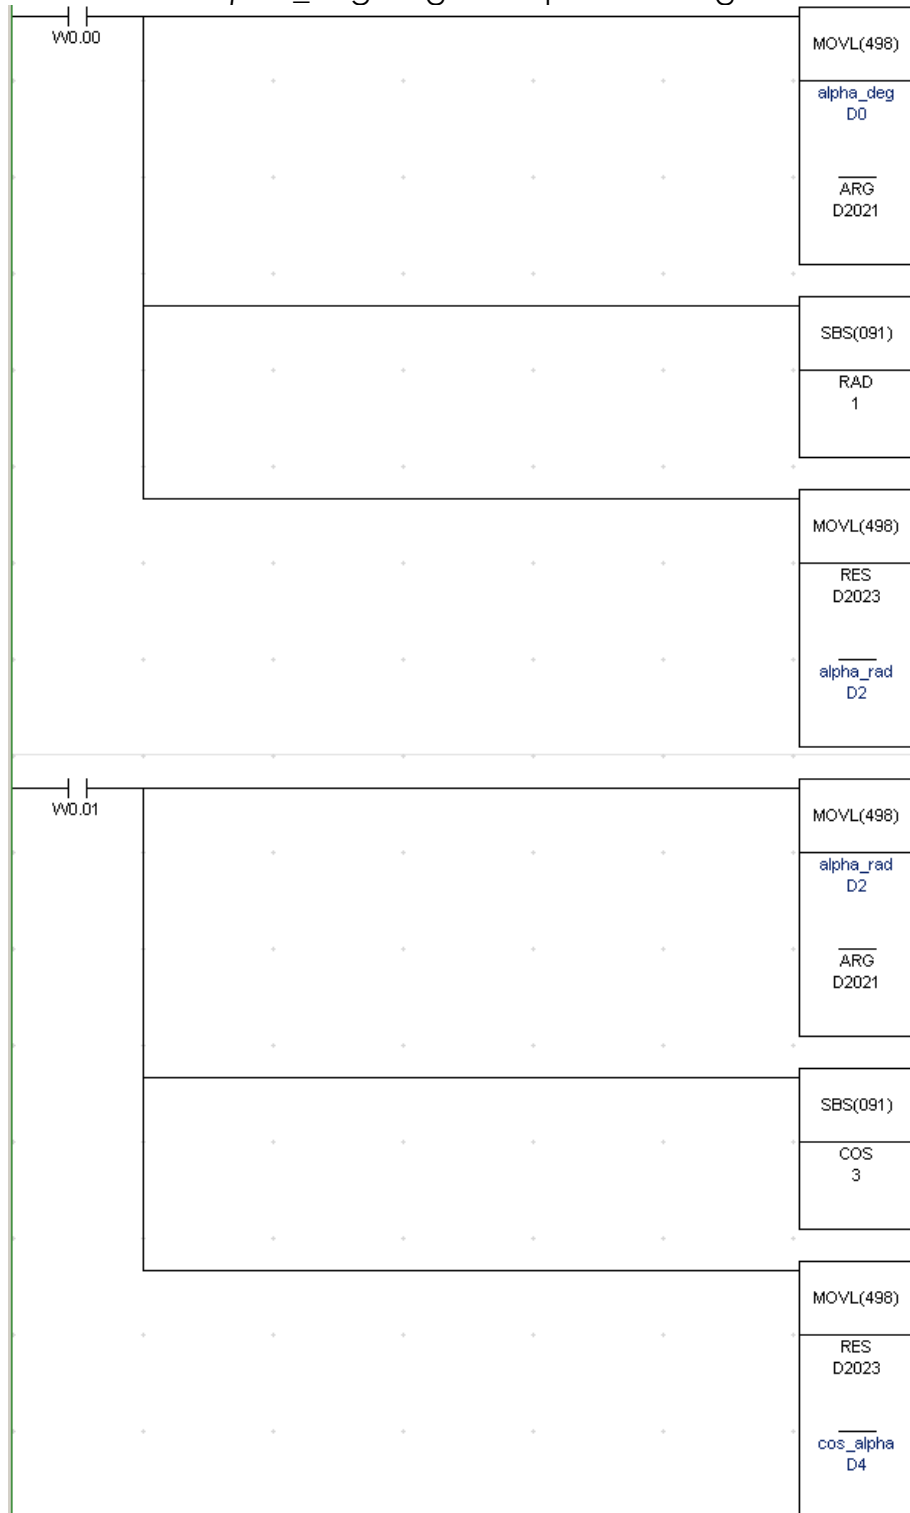 W0.00
MOVL(498)
alpha_deg
D0
ARG
D2021
SBS(091)
RAD
1
MOVL(498)
RES
D2023
alpha_rad
D2
W0.01
MOVL(498)
alpha_rad
D2
ARG
D2021
SBS(091)
COS
3
MOVL(498)
RES
D2023
cos_alpha
D4